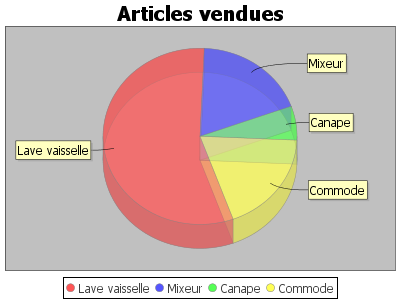 Articles vendues
Mixeur
Canape
Lave vaisselle
Commode
Lave vaisselle Mixeur Canape Commode